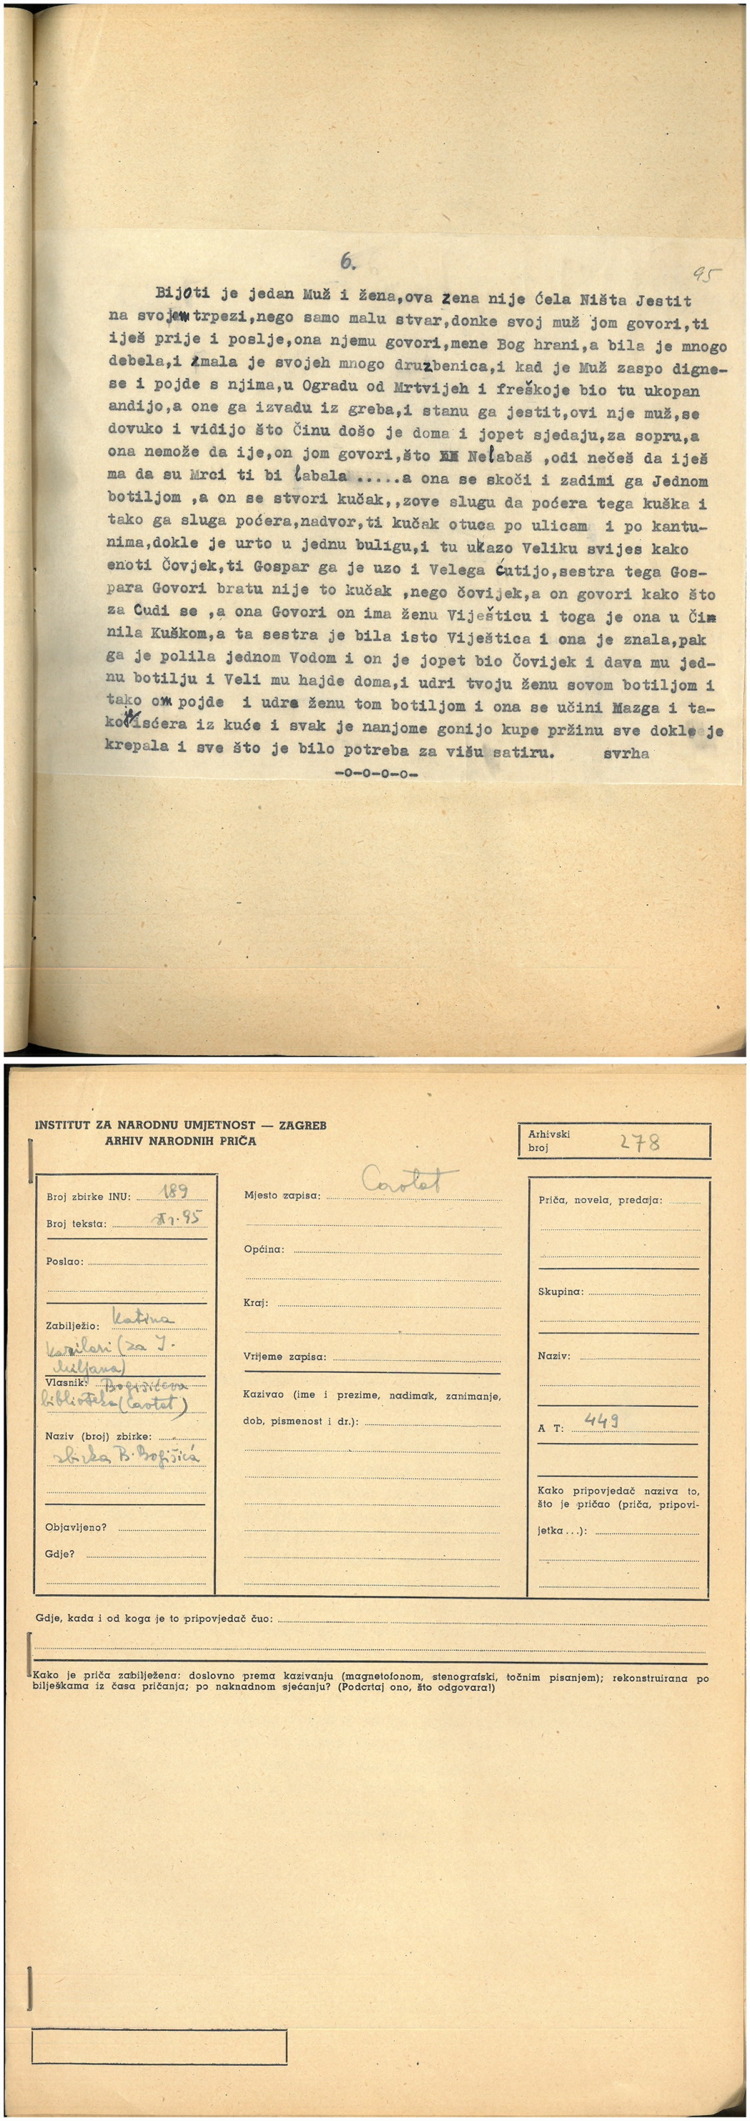 6.
95
Bijoti je jedan Muž i žena,ova žena nije ćela Ništa Jestit
na svojem trpezi,nego samo malu stvar,donke svoj muž jom govori,ti
iješ prije i poslje,ona njemu govori,mene Bog hrani,a bila je mnogo
debela,i imala je svojeh mnogo druzbenica,i kad je Muž zaspo digne-
se i pojde s njima,u Ogradu od Mrtvijeh i freškoje bio tu ukopan
andijo,a one ga izvadu iz greba,i stanu ga jestit,ovi nje muž,se
dovuko i vidijo što Činu došo je doma i jopet sjedaju,za sopru,a
ona nemože da ije,on jom govori,što Nelabaš ,odi nečeš da iješ
ma da su Mrci ti bi labala .....a ona se skoči i zadimi ga Jednom
botiljom ,a on se stvori kučak,,zove slugu da poćera tega kuška i
tako ga sluga poćera,nadvor,ti kučak otuca po ulicam i po kantu-
nima,dokle je urto u jednu buligu,i tu ukazo Veliku svijes kako
enoti Čovjek,ti Gospar ga je uzo i Velega ćutijo,sestra tega Gos-
para Govori bratu nije to kučak ,nego čovijek,a on govori kako što
za Cudi se ,a ona Govori on ima ženu Viješticu i toga je ona u Či=
nila Kuškom,a ta sestra je bila isto Viještica i ona je znala,pak
ga je polila jednom Vodom i on je jopet bio Čovijek i dava mu jed-
nu botilju i Veli mu hajde doma,i udri tvoju ženu sovom botiljom i
tako on pojde i udre ženu tom botiljom i ona se učini Mazga i ta-
ko isćera iz kuće i svak je nanjome gonijo kupe pržinu sve dokle je
krepala i sve što je bilo potreba za višu satiru. svrha
-o-o-o-o-
INSTITUT ZA NARODNU UMJETNOST — ZAGREB
ARHIV NARODNIH PRIČA
Arhivski broj 278
Broj zbirke INU: 189
Broj teksta: str. 95
Poslao:
Zabilježio: Katina
(za I.
Miljana)
Vlasnik: Bogišićeva
biblioteka (Cavtat)
Naziv (broj) zbirke:
zbirka B. Bogišića
Objavljeno?
Gdje?
Mjesto zapisa: Cavtat
Općina:
Kraj:
Vrijeme zapisa:
Kazivao (ime i prezime, nadimak, zanimanje,
dob, pismenost i dr.):
Priča, novela, predaja:
Skupina:
Naziv:
A T: 449
Kako pripovjedač naziva to,
što je pričao (priča, pripovi-
jetka...):
Gdje, kada i od koga je to pripovjedač čuo:
Kako je priča zabilježena: doslovno prema kazivanju (magnetofonom, stenografski, točnim pisanjem); rekonstruirana po
bilješkama iz časa pričanja; po naknadnom sjećanju? (Podcrtaj ono, što odgovara!)